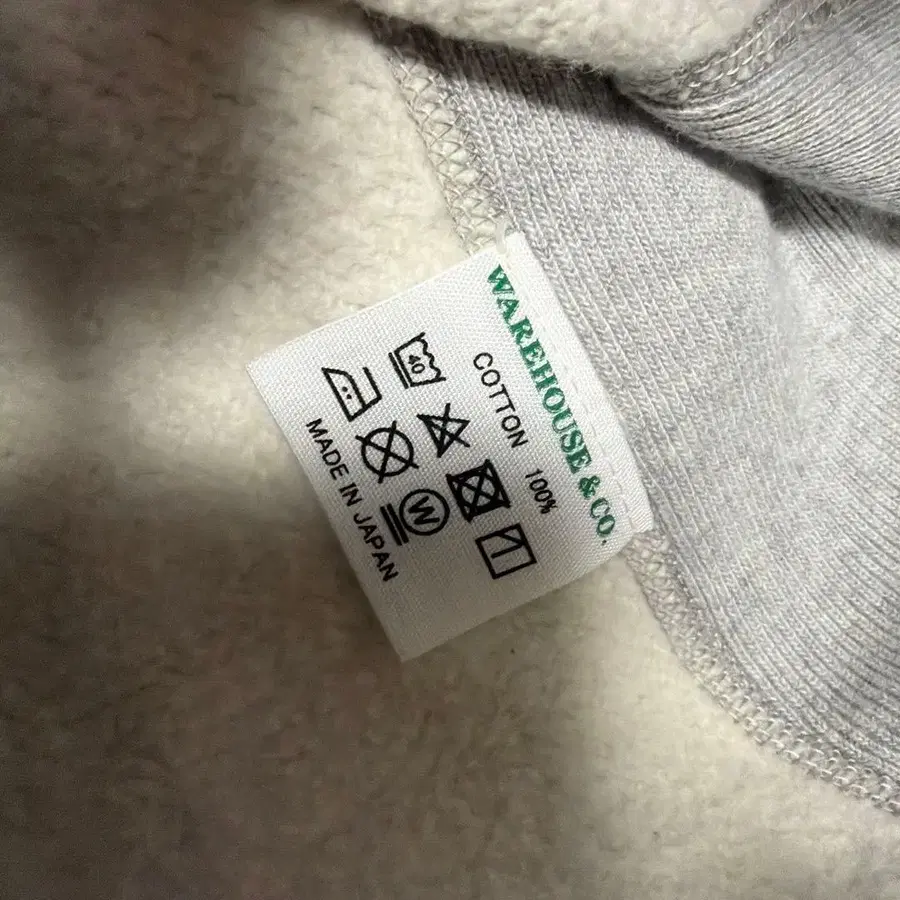 WAREHOUSE & CO.
COTTON 100%
40
W
MADE IN JAPAN